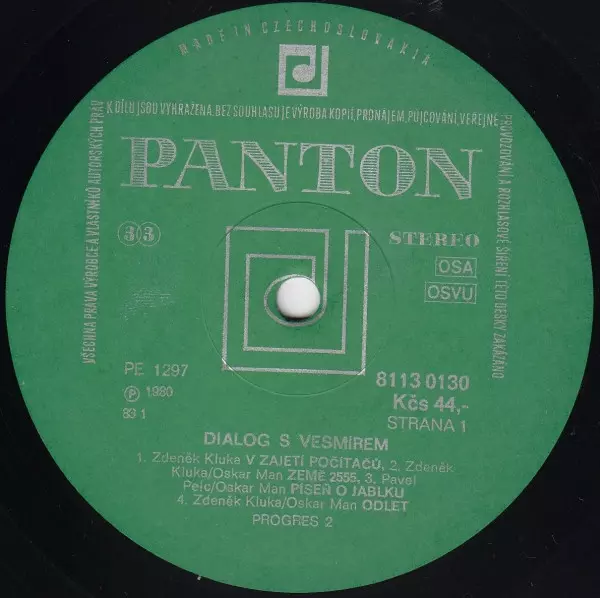 MADE IN CZECHOSLOVAKIA
VŠECHNA PRÁVA VÝROBCE A VLASTNÍKŮ AUTORSKÝCH PRÁV
K DÍLU JSOU VYHRAŽENA. BEZ SOUHLASU JE VÝROBA KOPIÍ, PRONÁJEM, PŮJČOVÁNÍ, VEŘEJNÉ
PROVOZOVÁNÍ A ROZHLASOVÉ ŠÍŘENÍ TÉTO DESKY ZAKÁZÁNO
PANTON
33
STEREO
OSA
OSVU
PE 1297
8113 0130
℗ 1980
Kčs 44,-
83 1
STRANA 1
DIALOG S VESMÍREM
1. Zdeněk Kluka V ZAJETÍ POČÍTAČŮ, 2. Zdeněk
Kluka/Oskar Man ZEMĚ 2555, 3. Pavel
Pelc/Oskar Man PÍSEŇ O JABLKU
4. Zdeněk Kluka/Oskar Man ODLET
PROGRES 2